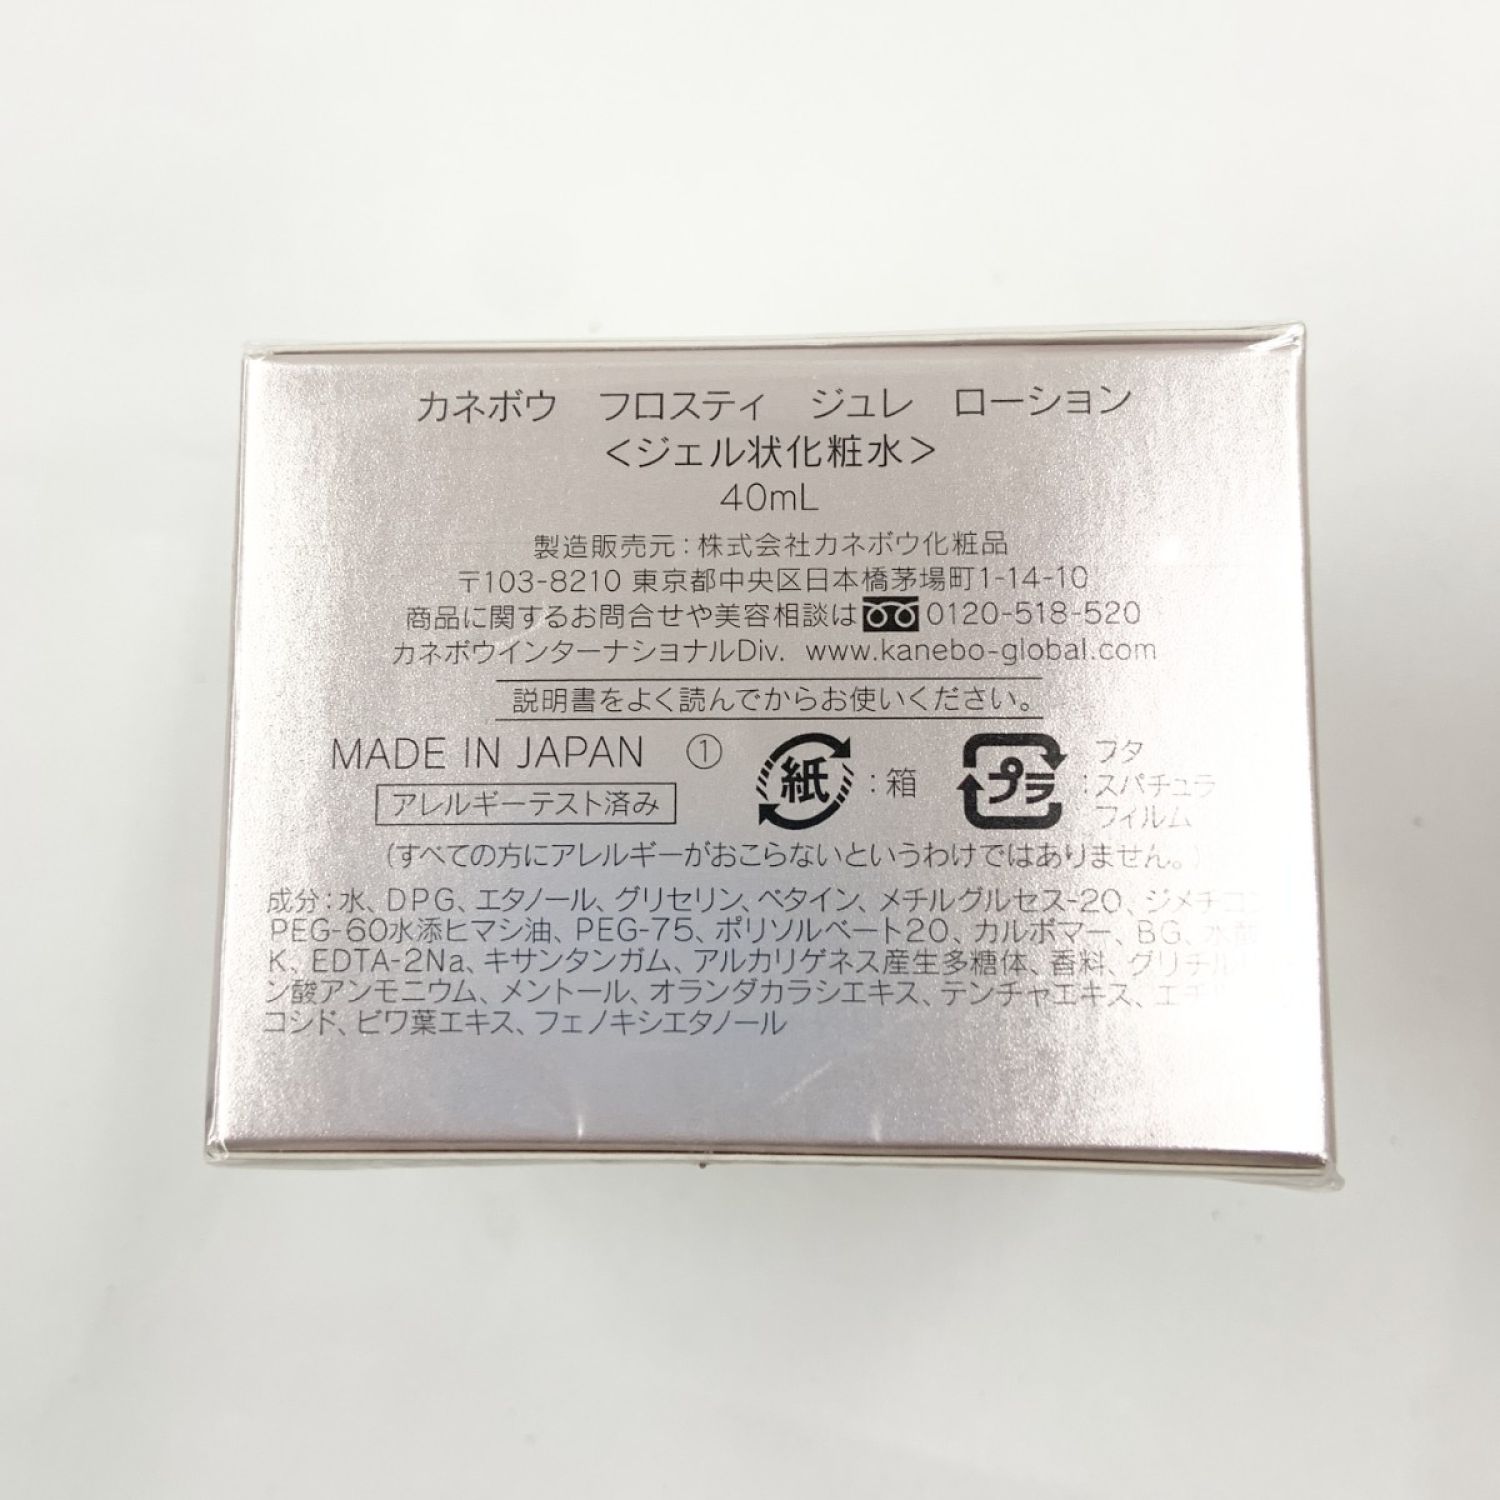 カネボウ フロスティ ジュレ ローション
<ジェル状化粧水>
40mL
製造販売元:株式会社カネボウ化粧品
〒103-8210 東京都中央区日本橋茅場町1-14-10
商品に関するお問合せや美容相談は 0120-518-520
カネボウインターナショナルDiv. www.kanebo-global.com
説明書をよく読んでからお使いください。
MADE IN JAPAN ①
アレルギーテスト済み
紙 :箱
プラ :フタ
スパチュラ
フィルム
(すべての方にアレルギーがおこらないというわけではありません。)
成分:水、DPG、エタノール、グリセリン、ベタイン、メチルグルセス-20、ジメチコン
PEG-60水添ヒマシ油、PEG-75、ポリソルベート20、カルボマー、BG、水酸
K、EDTA-2Na、キサンタンガム、アルカリゲネス産生多糖体、香料、グリチル
ン酸アンモニウム、メントール、オランダカラシエキス、テンチャエキス、エチル
コシド、ビワ葉エキス、フェノキシエタノール